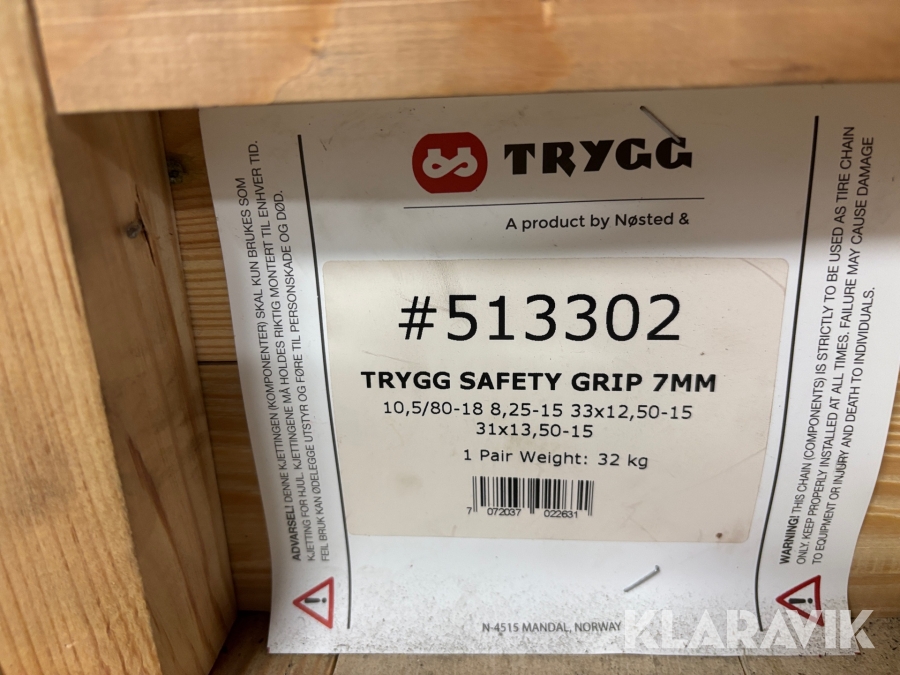 TRYGG
A product by Nøsted &
#513302
TRYGG SAFETY GRIP 7MM
10,5/80-18 8,25-15 33x12,50-15
31x13,50-15
1 Pair Weight: 32 kg
7 072037 022631
N-4515 MANDAL, NORWAY
ADVARSEL! DENNE KJETTINGEN (KOMPONENTER) SKAL KUN BRUKES SOM
KJETTING FOR HJUL. KJETTINGENE MÅ HOLDES RIKTIG MONTERT TIL ENHVER TID.
FEIL BRUK KAN ØDELEGGE UTSTYR OG FØRE TIL PERSONSKADE OG DØD.
WARNING! THIS CHAIN (COMPONENTS) IS STRICTLY TO BE USED AS TIRE CHAIN
ONLY. KEEP PROPERLY INSTALLED AT ALL TIMES. FAILURE MAY CAUSE DAMAGE
TO EQUIPMENT OR INJURY AND DEATH TO INDIVIDUALS.
KLARAVIK